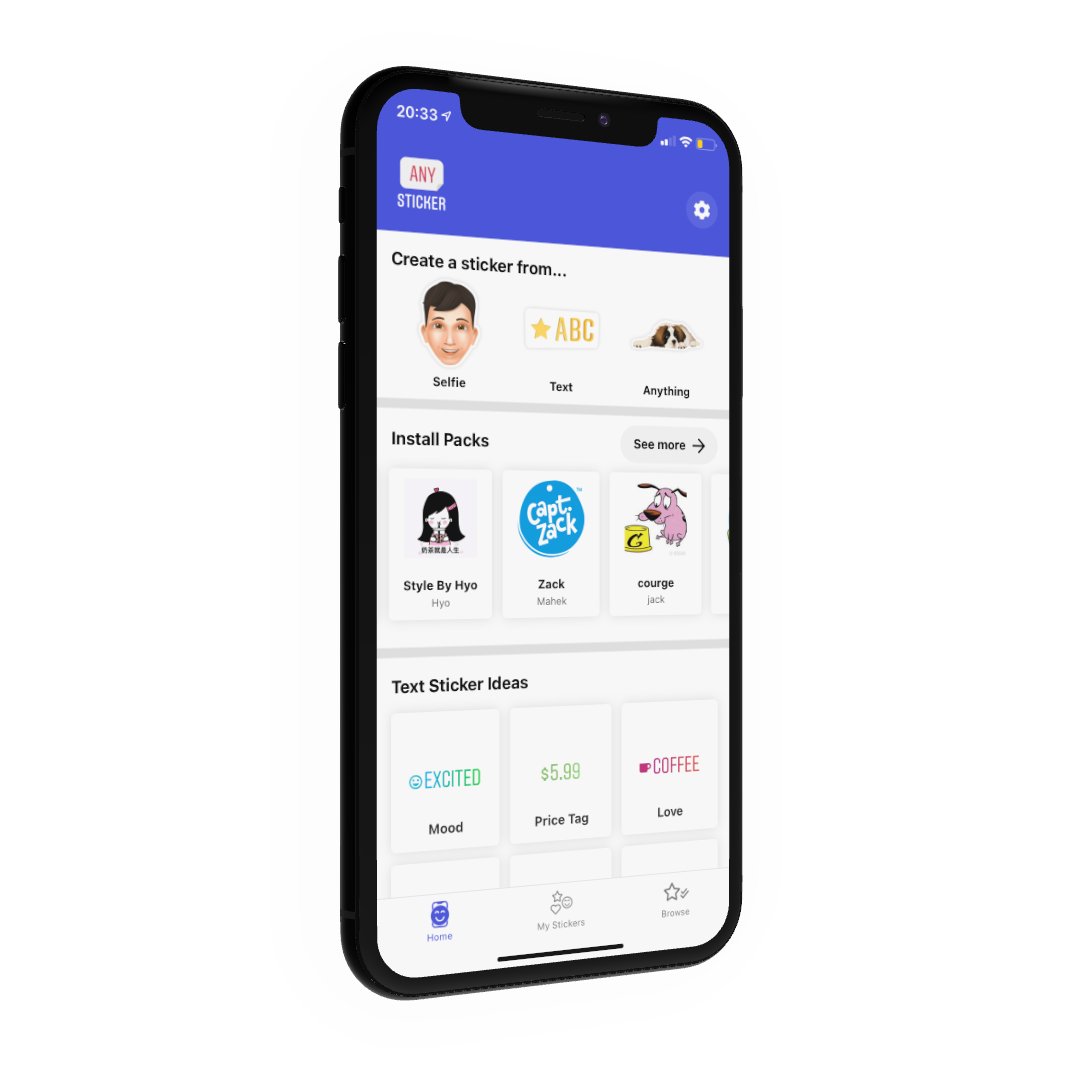 20:33
ANY
STICKER
Create a sticker from...
ABC
Selfie
Text
Anything
Install Packs
See more
奶茶就是人生..
Capt.
Zack
TM
C
Style By Hyo
Zack
courge
Hyo
Mahek
jack
Text Sticker Ideas
EXCITED
$5.99
COFFEE
Mood
Price Tag
Love
Home
My Stickers
Browse